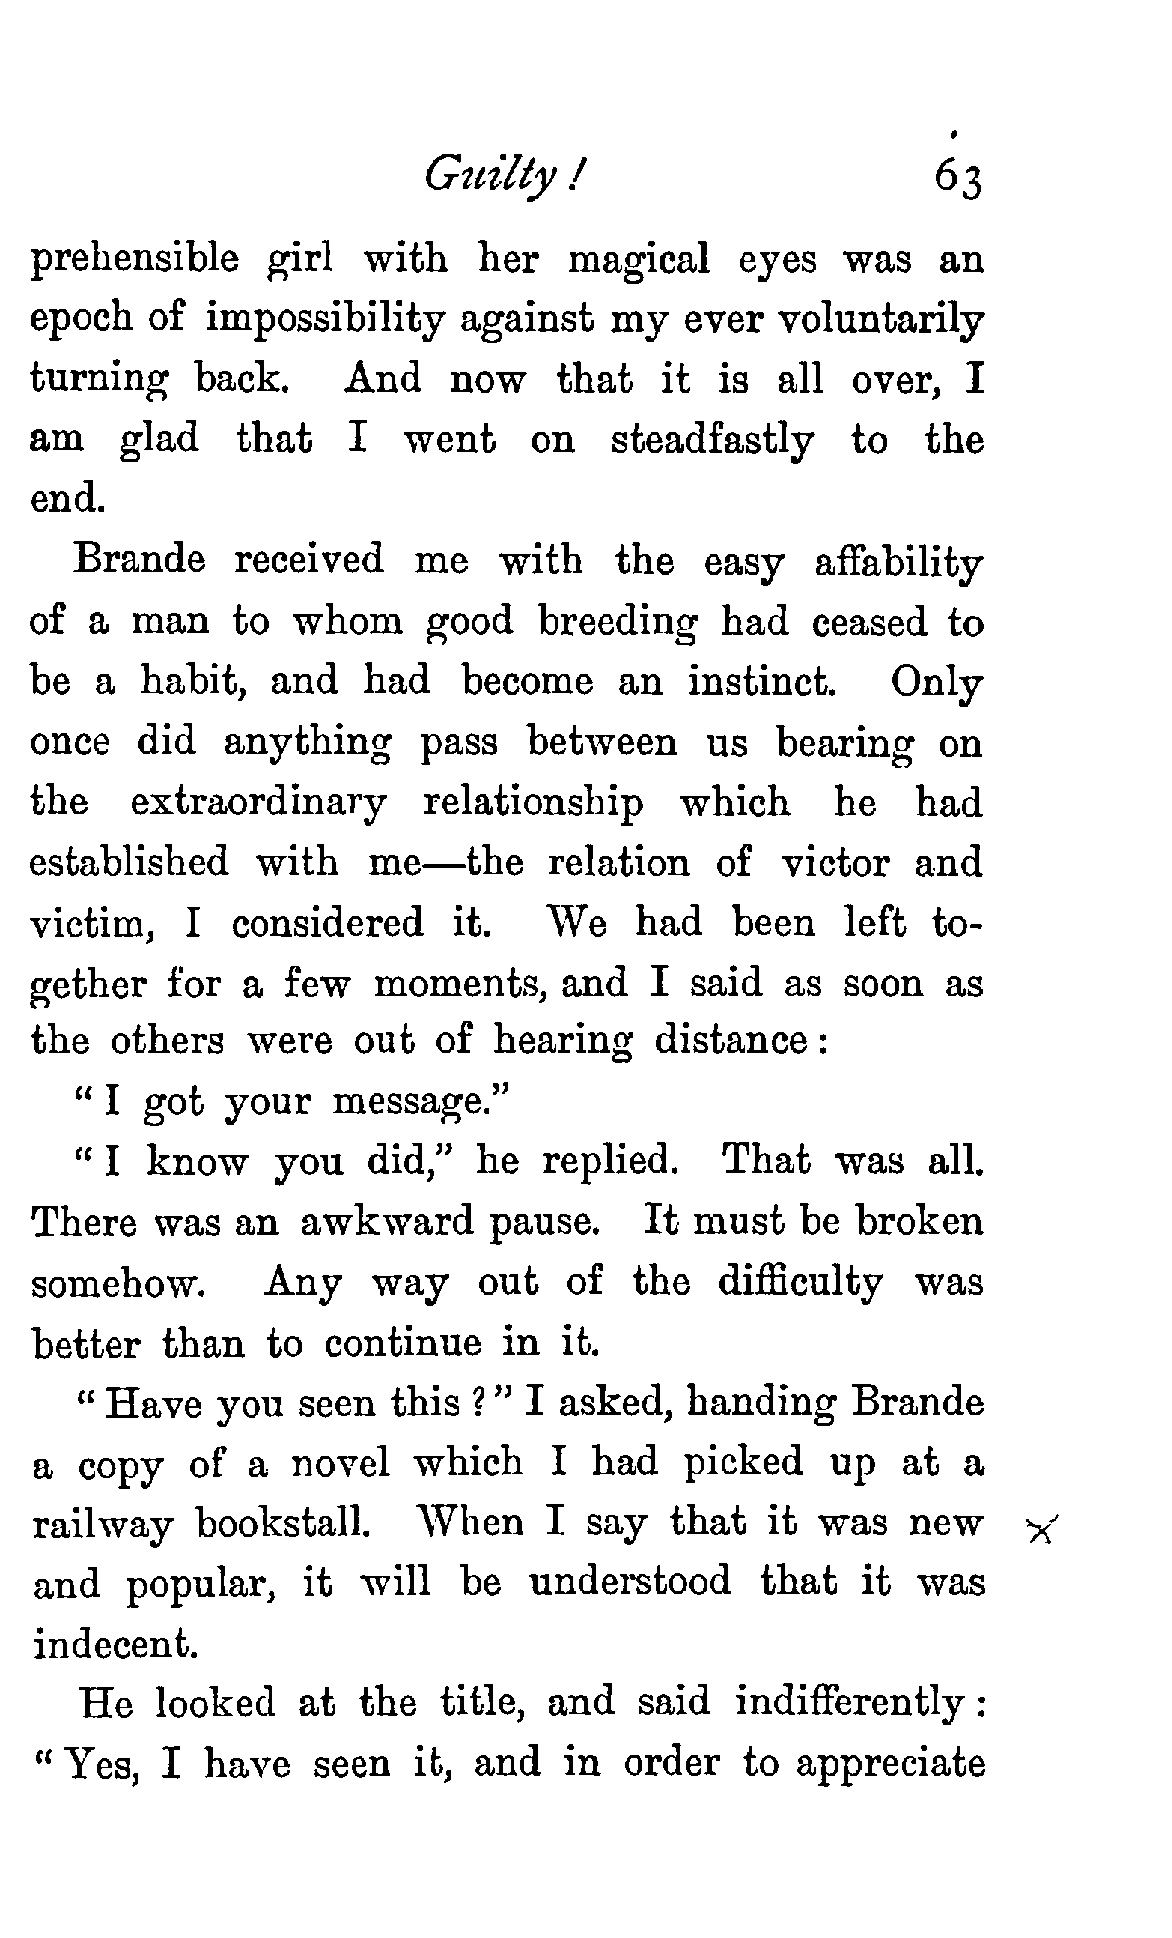 Guilty! 63
prehensible girl with her magical eyes was an
epoch of impossibility against my ever voluntarily
turning back. And now that it is all over, I
am glad that I went on steadfastly to the
end.
Brande received me with the easy affability
of a man to whom good breeding had ceased to
be a habit, and had become an instinct. Only
once did anything pass between us bearing on
the extraordinary relationship which he had
established with me—the relation of victor and
victim, I considered it. We had been left to-
gether for a few moments, and I said as soon as
the others were out of hearing distance:
"I got your message."
"I know you did," he replied. That was all.
There was an awkward pause. It must be broken
somehow. Any way out of the difficulty was
better than to continue in it.
"Have you seen this?" I asked, handing Brande
a copy of a novel which I had picked up at a
railway bookstall. When I say that it was new
and popular, it will be understood that it was
indecent.
He looked at the title, and said indifferently:
"Yes, I have seen it, and in order to appreciate